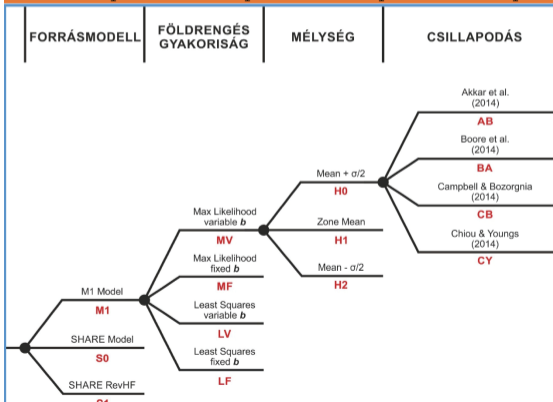 FORRÁSMODELL
FÖLDRENGÉS
GYAKORISÁG
MÉLYSÉG
CSILLAPODÁS
Akkar et al.
(2014)
AB
Boore et al.
(2014)
BA
Campbell & Bozorgnia
(2014)
CB
Chiou & Youngs
(2014)
CY
Mean + σ/2
H0
Zone Mean
H1
Mean - σ/2
H2
Max Likelihood
variable b
MV
Max Likelihood
fixed b
MF
Least Squares
variable b
LV
Least Squares
fixed b
LF
M1 Model
M1
SHARE Model
S0
SHARE RevHF